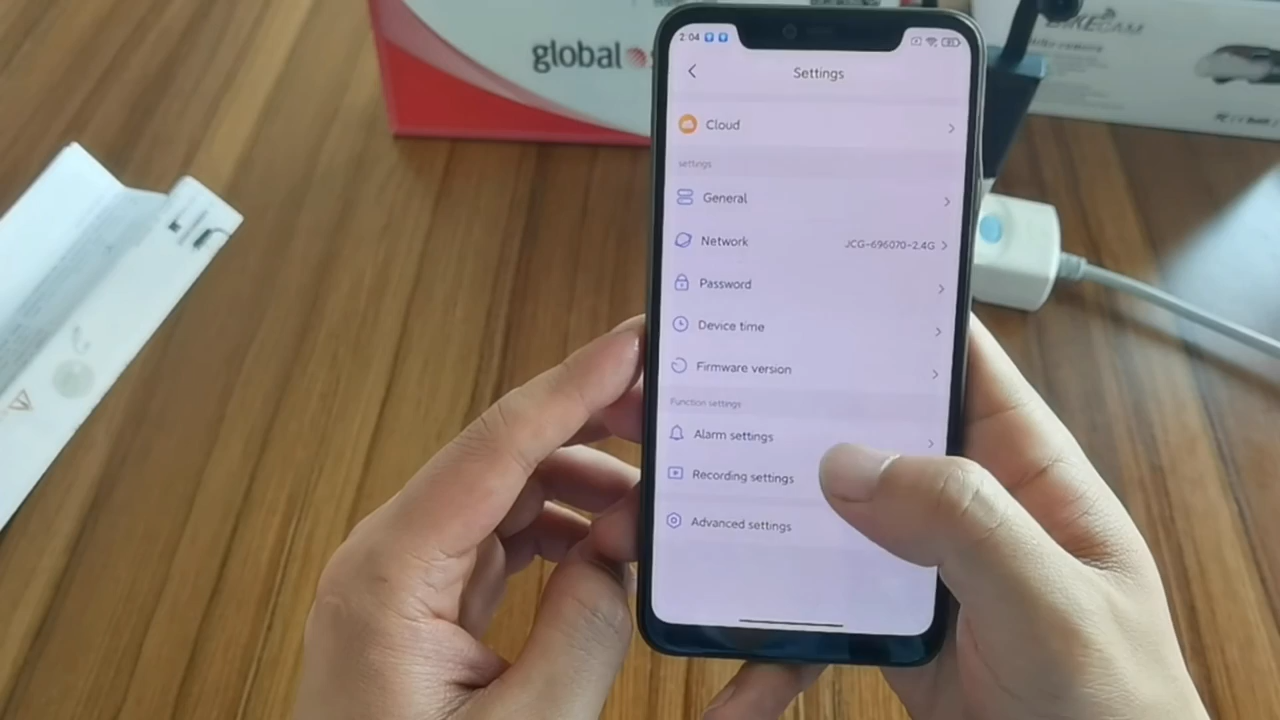 global
2:04
Settings
Cloud
settings
General
Network JCG-696070-2.4G
Password
Device time
Firmware version
Function settings
Alarm settings
Recording settings
Advanced settings